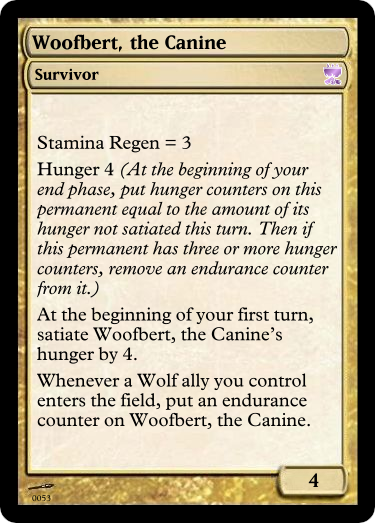 Woofbert, the Canine
Survivor
Stamina Regen = 3
Hunger 4 (At the beginning of your
end phase, put hunger counters on this
permanent equal to the amount of its
hunger not satiated this turn. Then if
this permanent has three or more hunger
counters, remove an endurance counter
from it.)
At the beginning of your first turn,
satiate Woofbert, the Canine's
hunger by 4.
Whenever a Wolf ally you control
enters the field, put an endurance
counter on Woofbert, the Canine.
4
0053